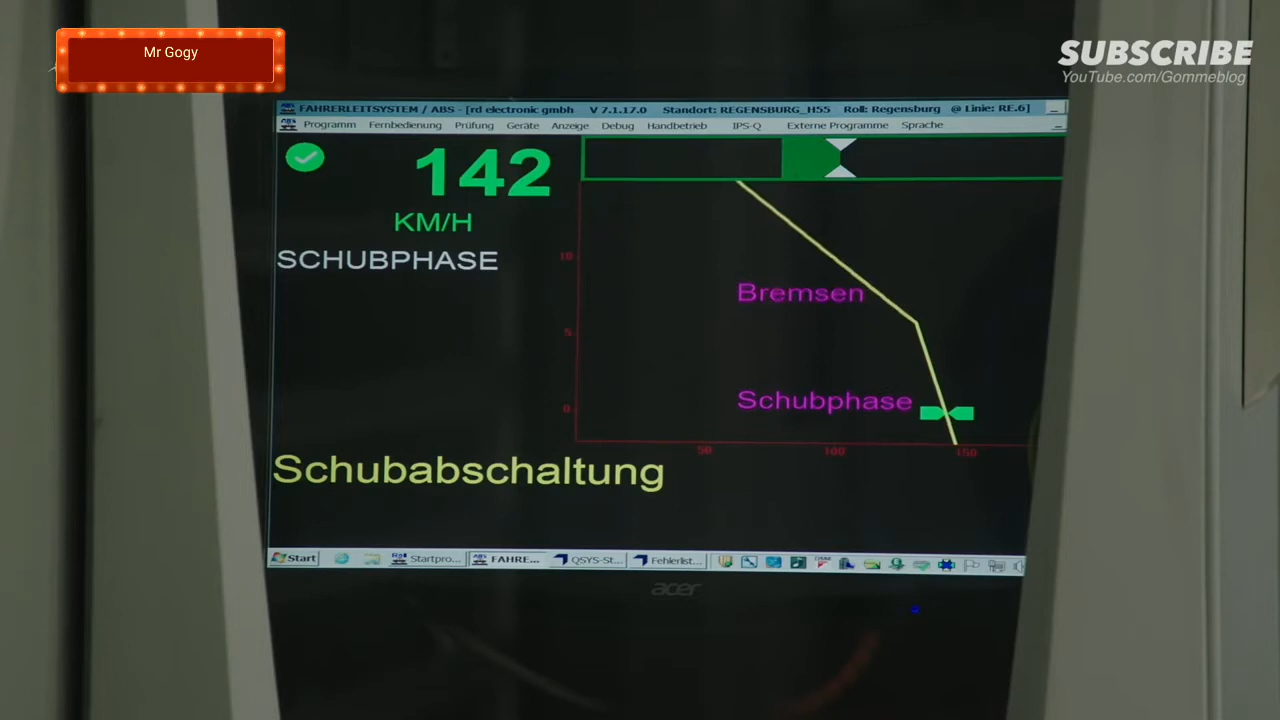 Mr Gogy
SUBSCRIBE
YouTube.com/Gommeblog
FAHRERLEITSYSTEM / ABS - [rd electronic gmbh V 7.1.17.0 Standort: REGENSBURG_H55 Roll: Regensburg @ Linie: RE.6]
Programm Fernbedienung Prüfung Geräte Anzeige Debug Handbetrieb IPS-Q Externe Programme Sprache
142
KM/H
SCHUBPHASE
10
Bremsen
5
Schubphase
0
50 100 150
Schubabschaltung
Start Startpro... FAHRE... QSYS-St... Fehlerlist...
acer